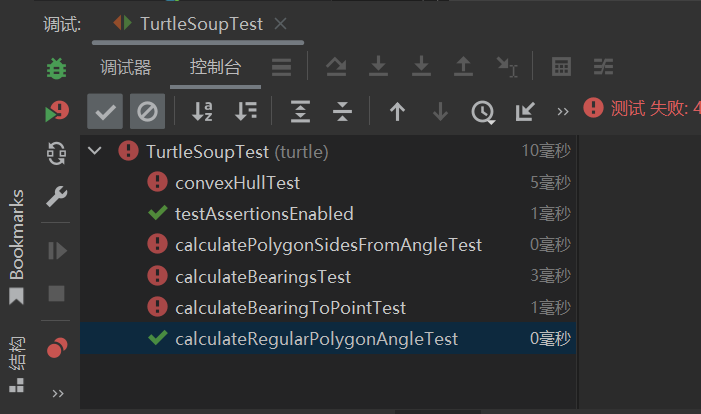 调试: TurtleSoupTest
调试器 控制台
测试 失败: 4
TurtleSoupTest (turtle) 10毫秒
convexHullTest 5毫秒
testAssertionsEnabled 1毫秒
calculatePolygonSidesFromAngleTest 0毫秒
calculateBearingsTest 3毫秒
calculateBearingToPointTest 1毫秒
calculateRegularPolygonAngleTest 0毫秒
Bookmarks
结构